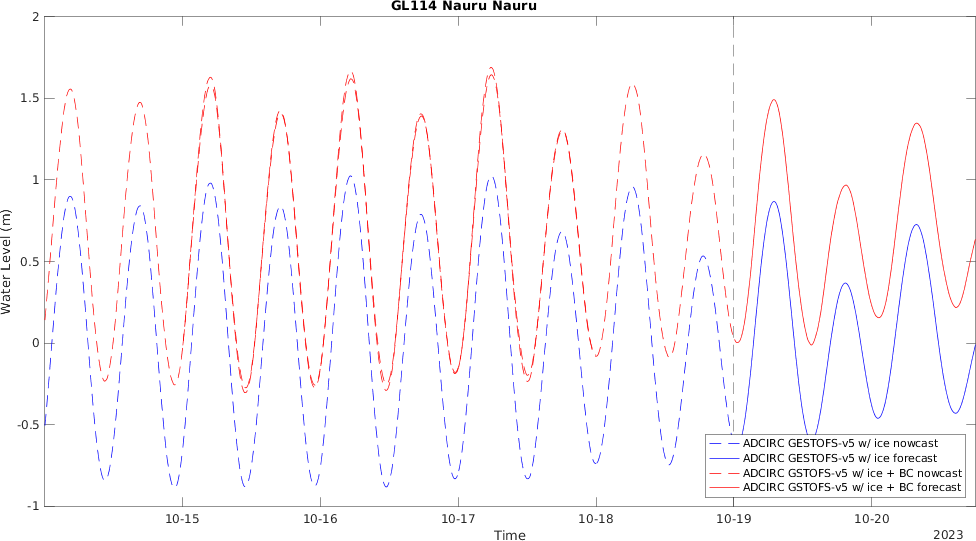 GL114 Nauru Nauru
2
1.5
1
0.5
0
-0.5
-1
Water Level (m)
10-15
10-16
10-17
10-18
10-19
10-20
Time
2023
ADCIRC GESTOFS-v5 w/ ice nowcast
ADCIRC GESTOFS-v5 w/ ice forecast
ADCIRC GSTOFS-v5 w/ ice + BC nowcast
ADCIRC GSTOFS-v5 w/ ice + BC forecast